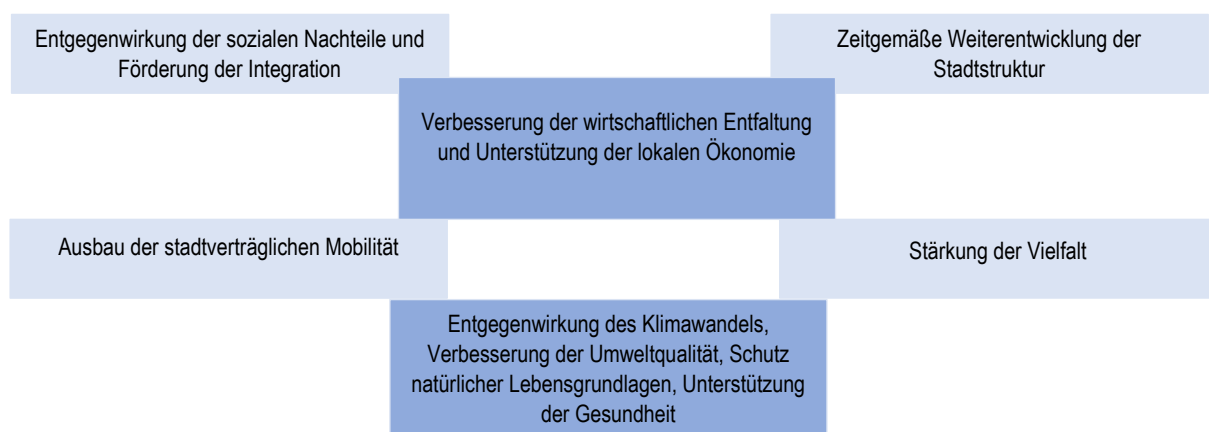 Entgegenwirkung der sozialen Nachteile und
Förderung der Integration
Zeitgemäße Weiterentwicklung der
Stadtstruktur
Verbesserung der wirtschaftlichen Entfaltung
und Unterstützung der lokalen Ökonomie
Ausbau der stadtverträglichen Mobilität
Stärkung der Vielfalt
Entgegenwirkung des Klimawandels,
Verbesserung der Umweltqualität, Schutz
natürlicher Lebensgrundlagen, Unterstützung
der Gesundheit